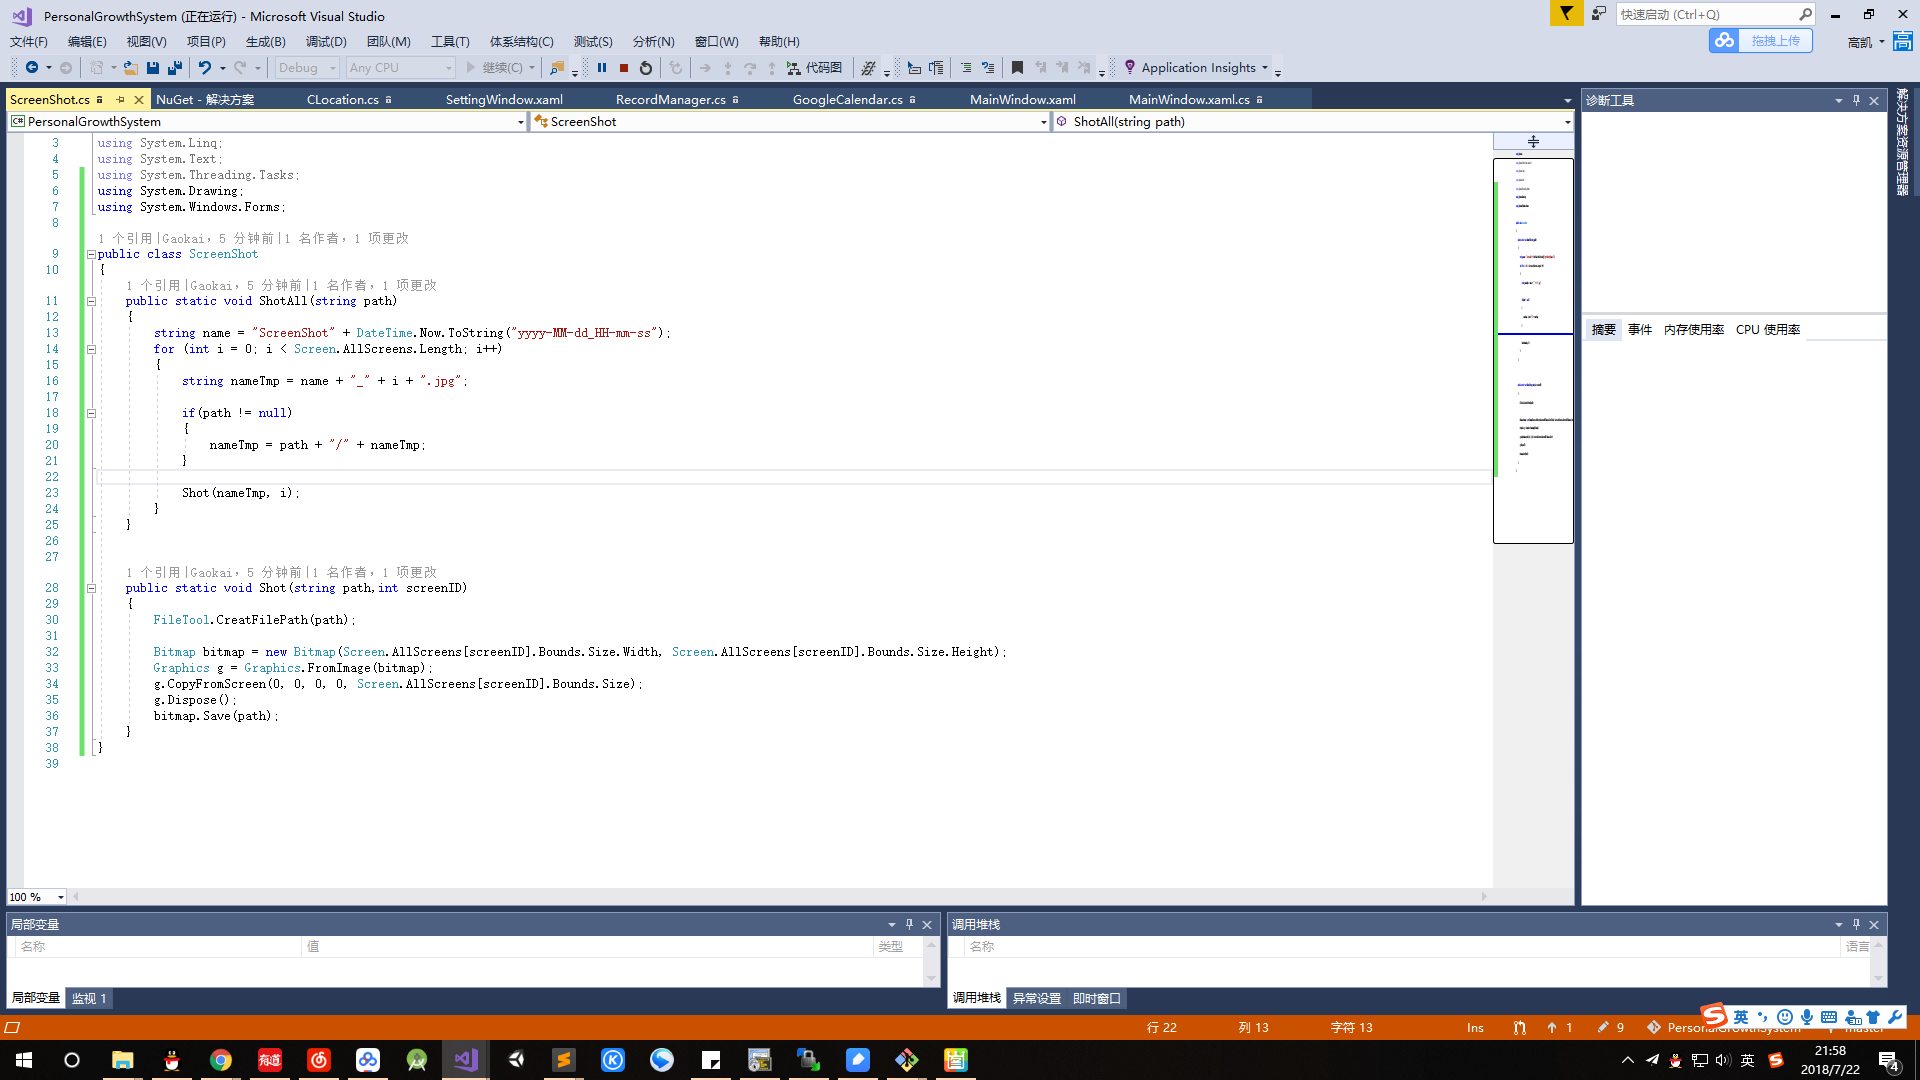 PersonalGrowthSystem (正在运行) - Microsoft Visual Studio
快速启动 (Ctrl+Q)
文件(F) 编辑(E) 视图(V) 项目(P) 生成(B) 调试(D) 团队(M) 工具(T) 体系结构(C) 测试(S) 分析(N) 窗口(W) 帮助(H)
拖拽上传
高凯
高
Debug Any CPU 继续(C) 代码图 Application Insights
ScreenShot.cs NuGet - 解决方案 CLocation.cs SettingWindow.xaml RecordManager.cs GoogleCalendar.cs MainWindow.xaml MainWindow.xaml.cs
诊断工具
解决方案资源管理器
C# PersonalGrowthSystem ScreenShot ShotAll(string path)
3 using System.Linq;
4 using System.Text;
5 using System.Threading.Tasks;
6 using System.Drawing;
7 using System.Windows.Forms;
8
1 个引用|Gaokai, 5 分钟前|1 名作者, 1 项更改
9 public class ScreenShot
10 {
1 个引用|Gaokai, 5 分钟前|1 名作者, 1 项更改
11 public static void ShotAll(string path)
12 {
13 string name = "ScreenShot" + DateTime.Now.ToString("yyyy-MM-dd_HH-mm-ss");
14 for (int i = 0; i < Screen.AllScreens.Length; i++)
15 {
16 string nameTmp = name + "_" + i + ".jpg";
17
18 if(path != null)
19 {
20 nameTmp = path + "/" + nameTmp;
21 }
22
23 Shot(nameTmp, i);
24 }
25 }
26
27
1 个引用|Gaokai, 5 分钟前|1 名作者, 1 项更改
28 public static void Shot(string path,int screenID)
29 {
30 FileTool.CreatFilePath(path);
31
32 Bitmap bitmap = new Bitmap(Screen.AllScreens[screenID].Bounds.Size.Width, Screen.AllScreens[screenID].Bounds.Size.Height);
33 Graphics g = Graphics.FromImage(bitmap);
34 g.CopyFromScreen(0, 0, 0, 0, Screen.AllScreens[screenID].Bounds.Size);
35 g.Dispose();
36 bitmap.Save(path);
37 }
38 }
39
摘要 事件 内存使用率 CPU 使用率
100 %
局部变量
名称 值 类型
局部变量 监视 1
调用堆栈
名称 语言
调用堆栈 异常设置 即时窗口
行 22 列 13 字符 13 Ins 1 9 PersonalGrowthSystem master
英
有道
英
21:58
2018/7/22
4